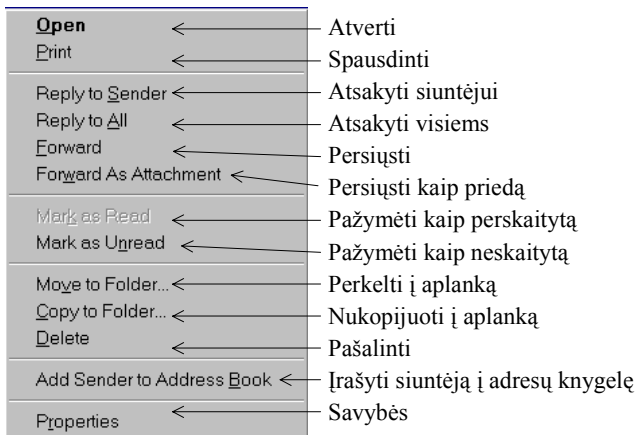 Open Atverti
Print Spausdinti
Reply to Sender Atsakyti siuntėjui
Reply to All Atsakyti visiems
Forward Persiųsti
Forward As Attachment Persiųsti kaip priedą
Mark as Read Pažymėti kaip perskaitytą
Mark as Unread Pažymėti kaip neskaitytą
Move to Folder... Perkelti į aplanką
Copy to Folder... Nukopijuoti į aplanką
Delete Pašalinti
Add Sender to Address Book Įrašyti siuntėją į adresų knygelę
Properties Savybės